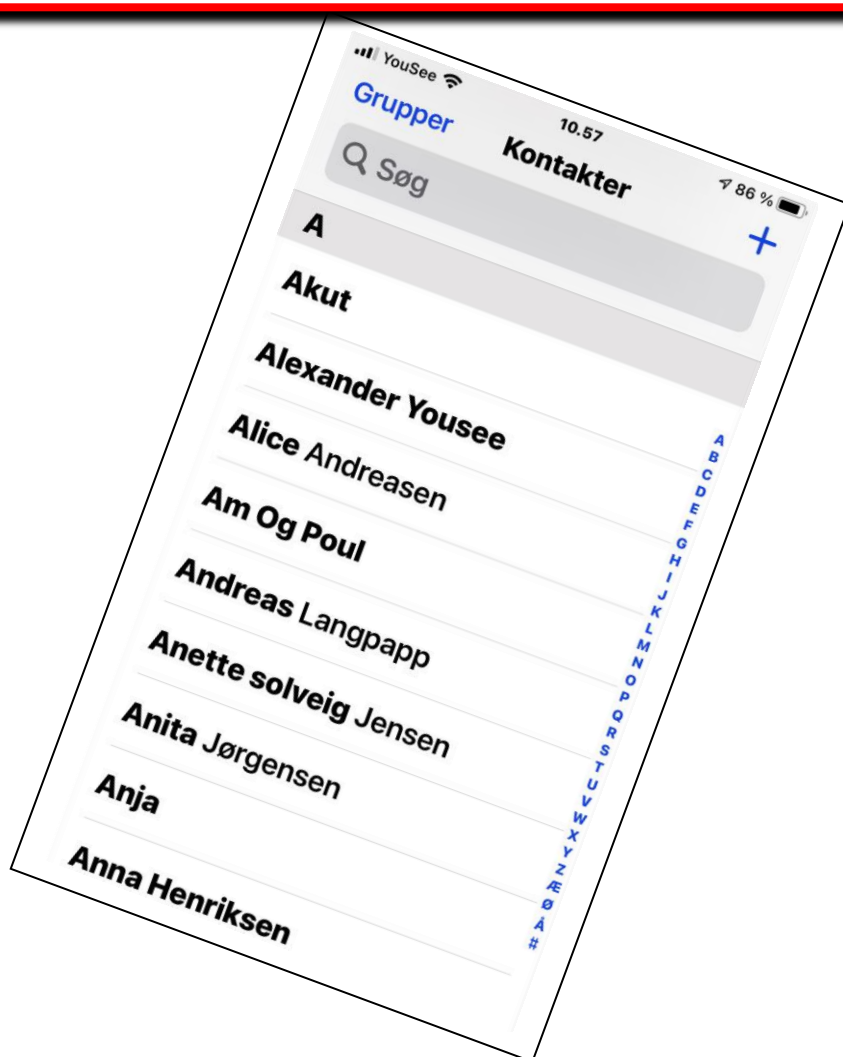 YouSee
10.57
86 %
Grupper
Kontakter
+
Søg
A
Akut
Alexander Yousee
Alice Andreasen
Am Og Poul
Andreas Langpapp
Anette solveig Jensen
Anita Jørgensen
Anja
Anna Henriksen
A
B
C
D
E
F
G
H
I
J
K
L
M
N
O
P
Q
R
S
T
U
V
W
X
Y
Z
Æ
Ø
Å
#